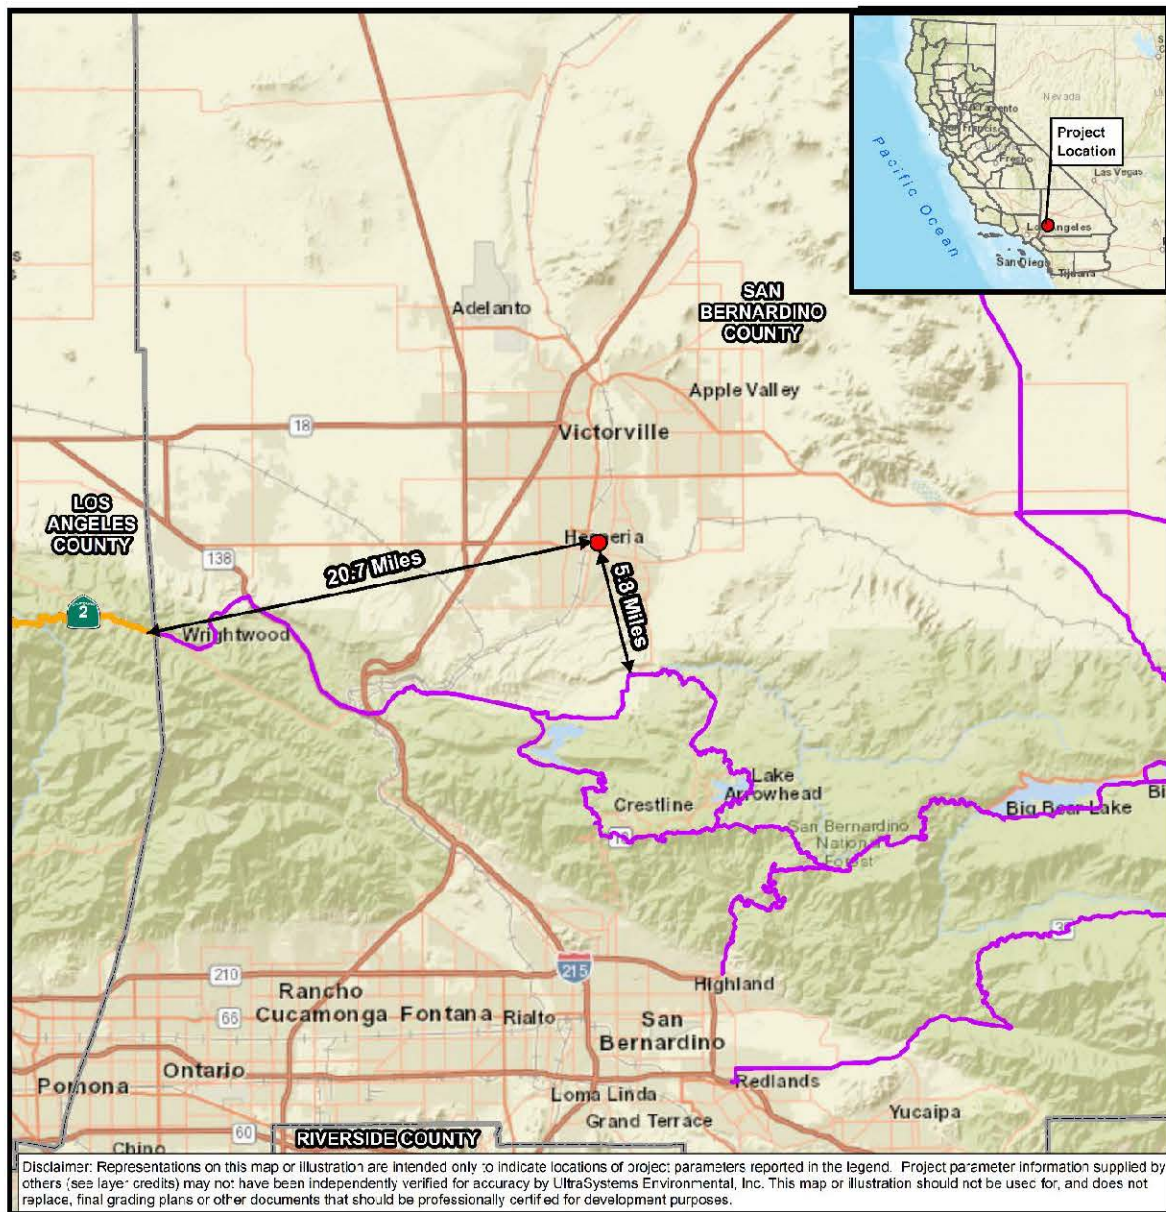 Project
Location
Nevada
Sacramento
San Francisco
Fresno
Las Vegas
Los Angeles
San Diego
Tijuana
Pacific Ocean
SAN
BERNARDINO
COUNTY
Adelanto
Apple Valley
18
Victorville
LOS
ANGELES
COUNTY
Hesperia
138
20.7 Miles
5.8 Miles
2
Wrightwood
Lake
Arrowhead
Crestline
Big Bear Lake
Bi
San Bernardino
National
Forest
18
38
210
215
Highland
Rancho
Cucamonga
Fontana
Rialto
66
San
Bernardino
Pomona
Ontario
Redlands
Loma Linda
Grand Terrace
Yucaipa
60
RIVERSIDE COUNTY
Chino
Disclaimer: Representations on this map or illustration are intended only to indicate locations of project parameters reported in the legend. Project parameter information supplied by
others (see layer credits) may not have been independently verified for accuracy by UltraSystems Environmental, Inc. This map or illustration should not be used for, and does not
replace, final grading plans or other documents that should be professionally certified for development purposes.